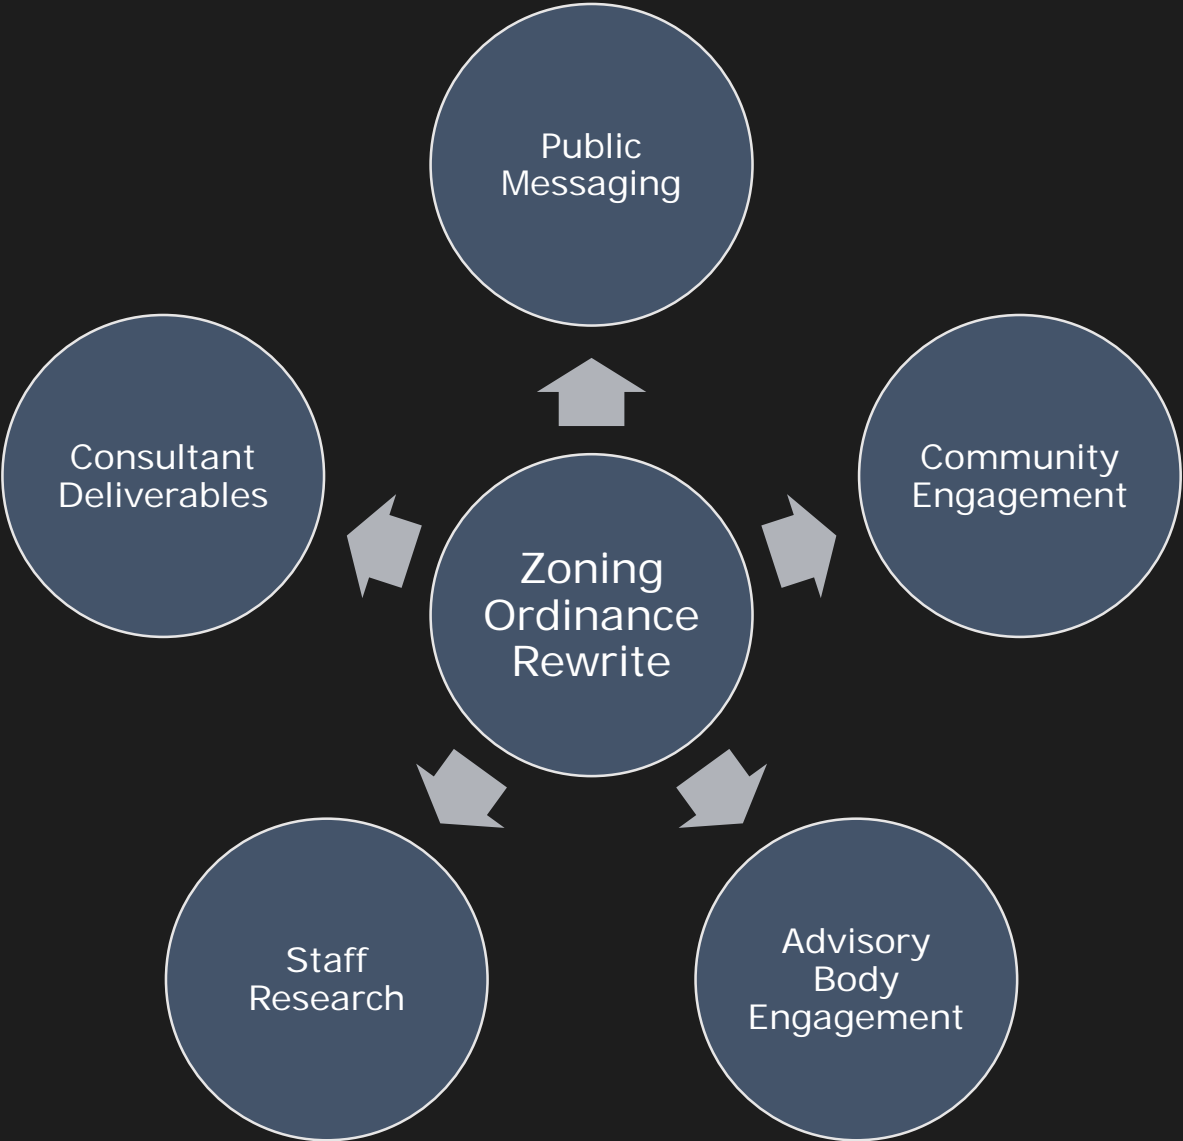 Public
Messaging
Consultant
Deliverables
Community
Engagement
Zoning
Ordinance
Rewrite
Staff
Research
Advisory
Body
Engagement